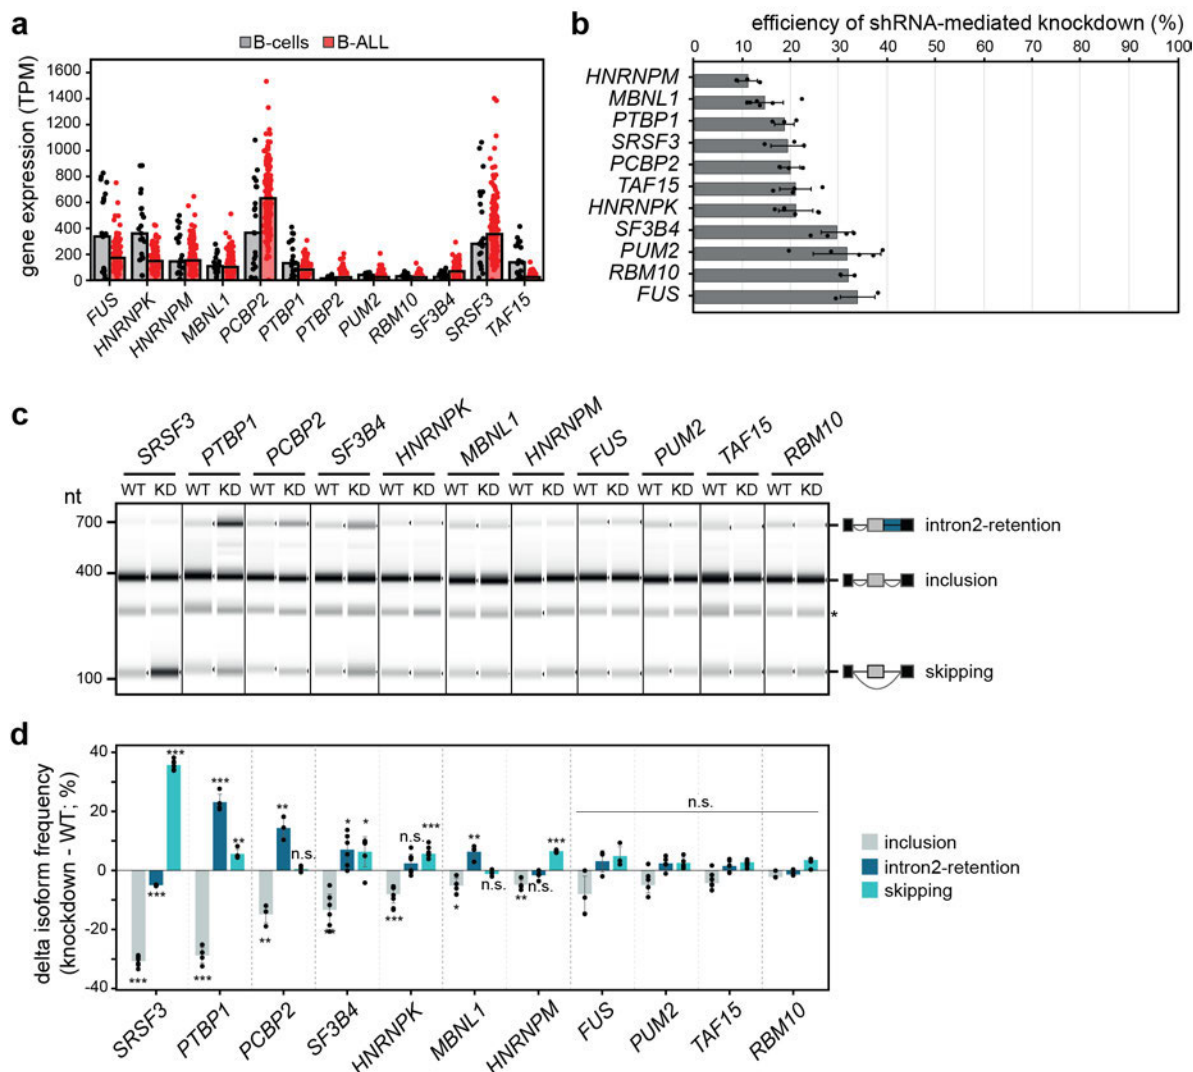 a
B-cells B-ALL
gene expression (TPM)
1600
1400
1200
1000
800
600
400
200
0
FUS HNRNPK HNRNPM MBNL1 PCBP2 PTBP1 PTBP2 PUM2 RBM10 SF3B4 SRSF3 TAF15
b
efficiency of shRNA-mediated knockdown (%)
0 10 20 30 40 50 60 70 80 90 100
HNRNPM
MBNL1
PTBP1
SRSF3
PCBP2
TAF15
HNRNPK
SF3B4
PUM2
RBM10
FUS
c
SRSF3 PTBP1 PCBP2 SF3B4 HNRNPK MBNL1 HNRNPM FUS PUM2 TAF15 RBM10
nt WT KD WT KD WT KD WT KD WT KD WT KD WT KD WT KD WT KD WT KD WT KD
700 intron2-retention
400 inclusion
*
100 skipping
d
delta isoform frequency
(knockdown - WT; %)
40
20
0
-20
-40
*** *** *** *** *** ** ** ** n.s. * * ** *** n.s. *** * ** n.s. ** n.s. *** n.s.
inclusion
intron2-retention
skipping
SRSF3 PTBP1 PCBP2 SF3B4 HNRNPK MBNL1 HNRNPM FUS PUM2 TAF15 RBM10